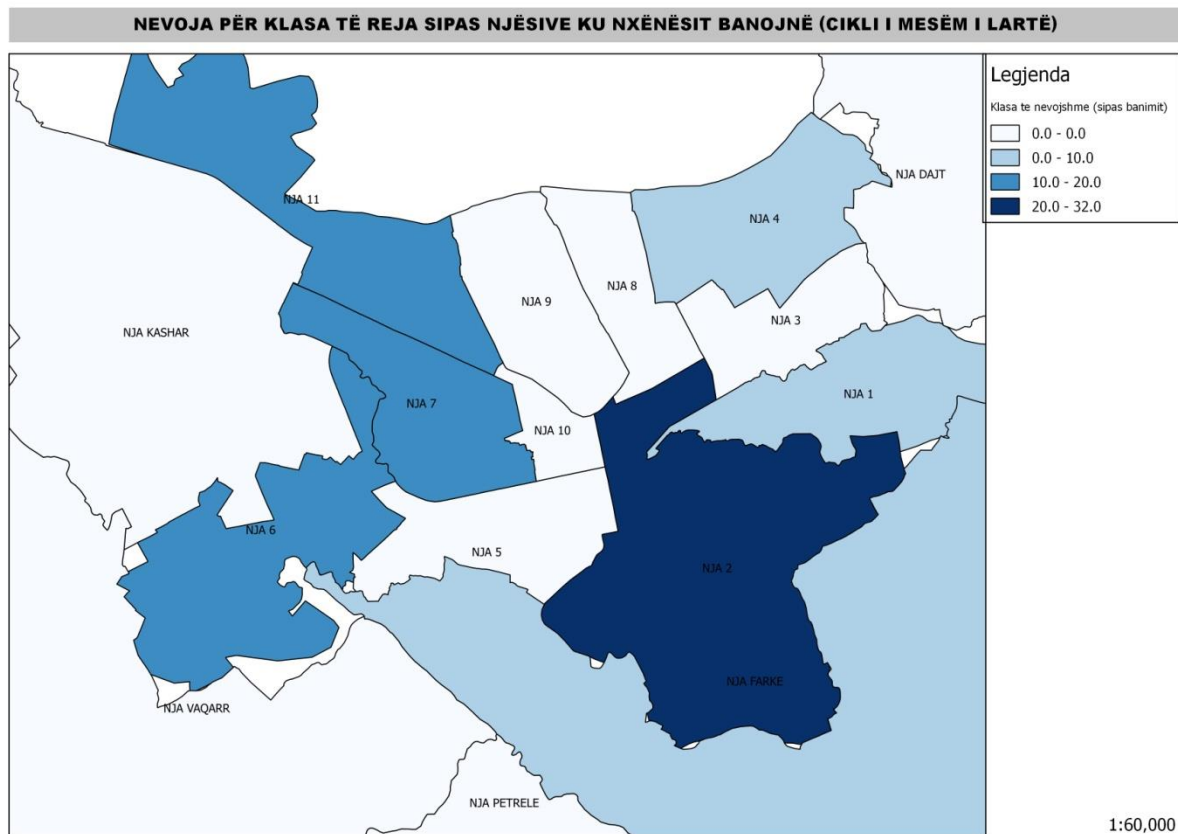 NEVOJA PËR KLASA TË REJA SIPAS NJËSIVE KU NXËNËSIT BANOJNË (CIKLI I MESËM I LARTË)
Legjenda
Klasa te nevojshme (sipas banimit)
0.0 - 0.0
0.0 - 10.0
10.0 - 20.0
20.0 - 32.0
NJA DAJT
NJA 11
NJA 4
NJA 8
NJA 9
NJA 3
NJA KASHAR
NJA 1
NJA 7
NJA 10
NJA 6
NJA 5
NJA 2
NJA FARKE
NJA VAQARR
NJA PETRELE
1:60,000